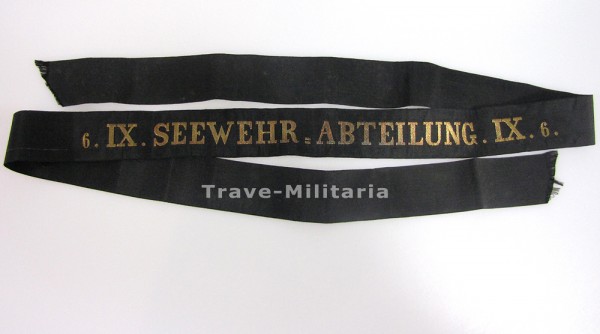 6. IX. SEEWEHR=ABTEILUNG. IX. 6.
Trave-Militaria